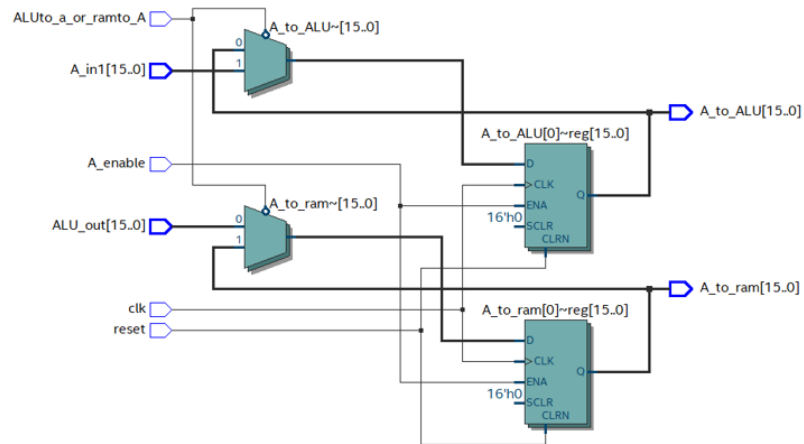 ALUto_a_or_ramto_A
A_to_ALU~[15..0]
0
1
A_in1[15..0]
A_to_ALU[15..0]
A_to_ALU[0]~reg[15..0]
D
CLK
Q
ENA
16'h0
SCLR
CLRN
A_enable
A_to_ram~[15..0]
ALU_out[15..0]
0
1
A_to_ram[15..0]
clk
reset
A_to_ram[0]~reg[15..0]
D
CLK
Q
ENA
16'h0
SCLR
CLRN